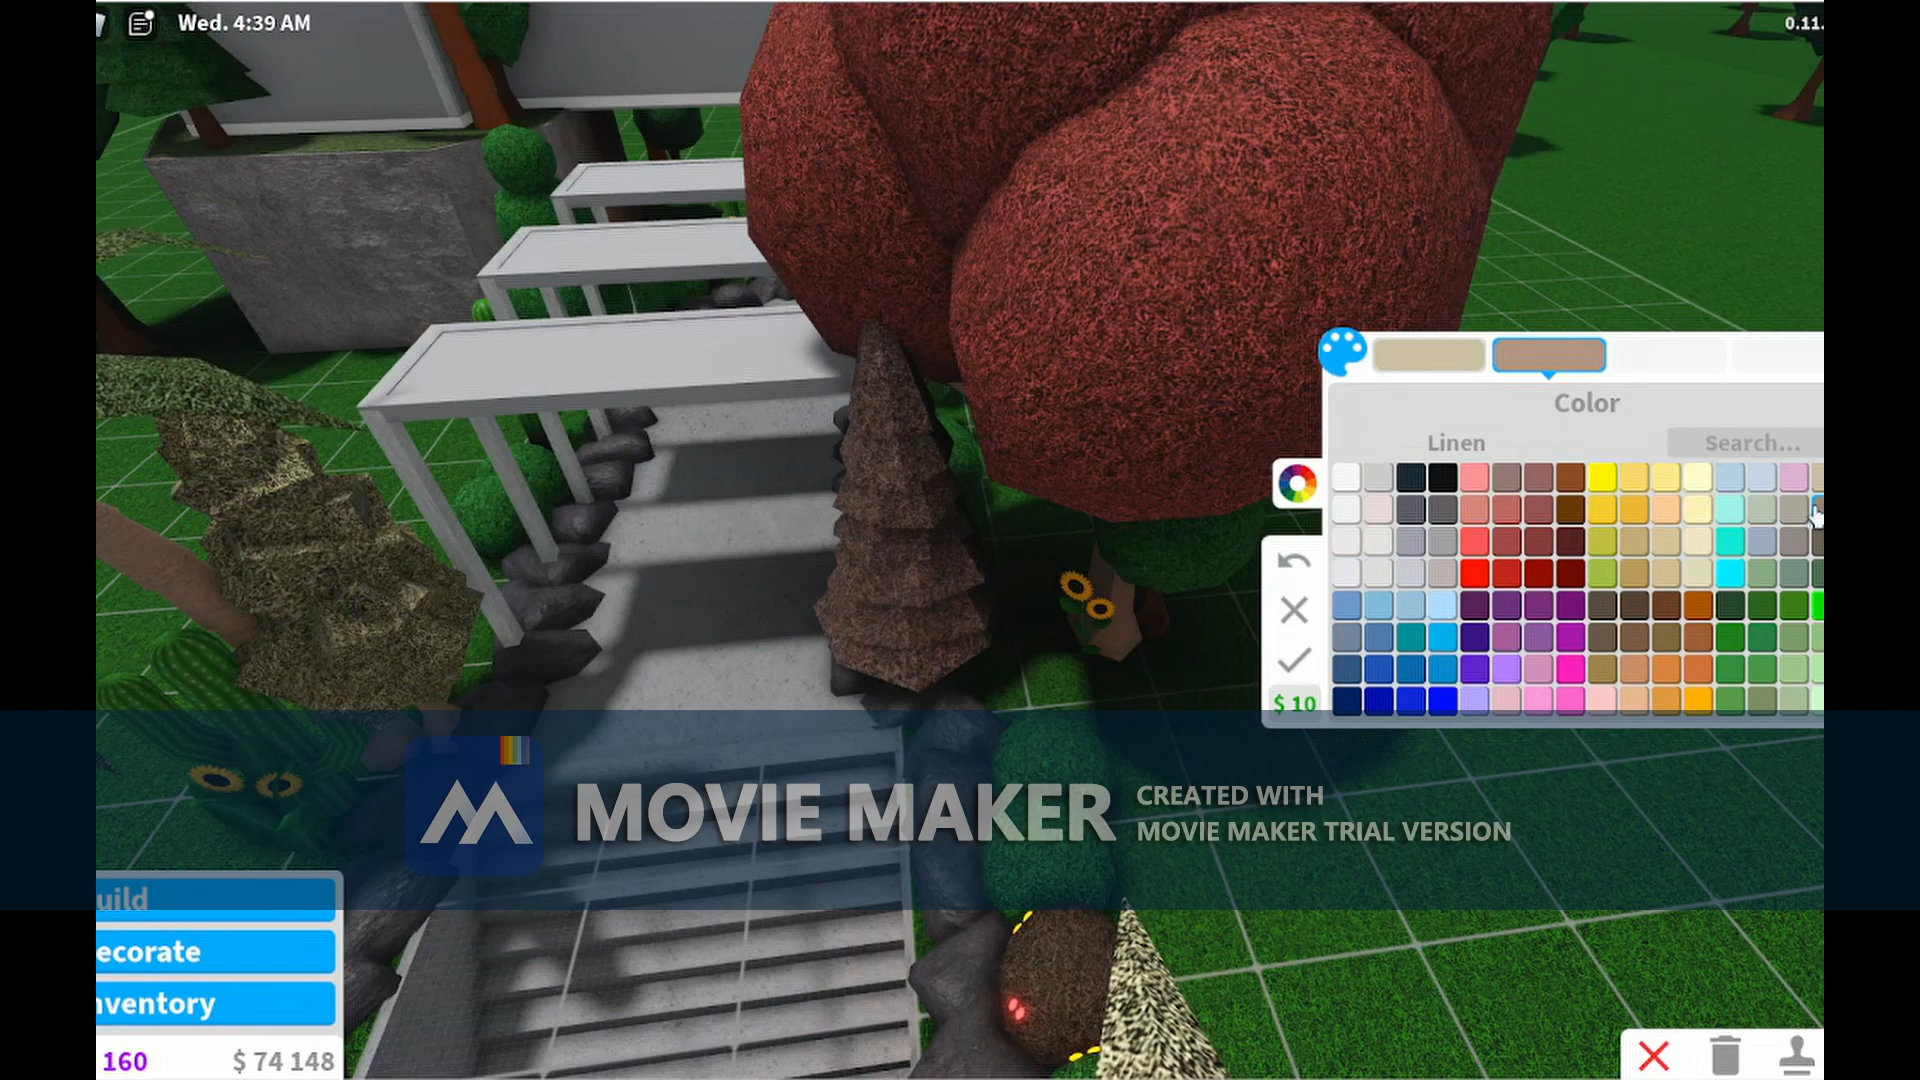 Wed. 4:39 AM
0.11.
Color
Linen
Search...
$ 10
MOVIE MAKER
CREATED WITH
MOVIE MAKER TRIAL VERSION
uild
ecorate
nventory
160
$ 74 148